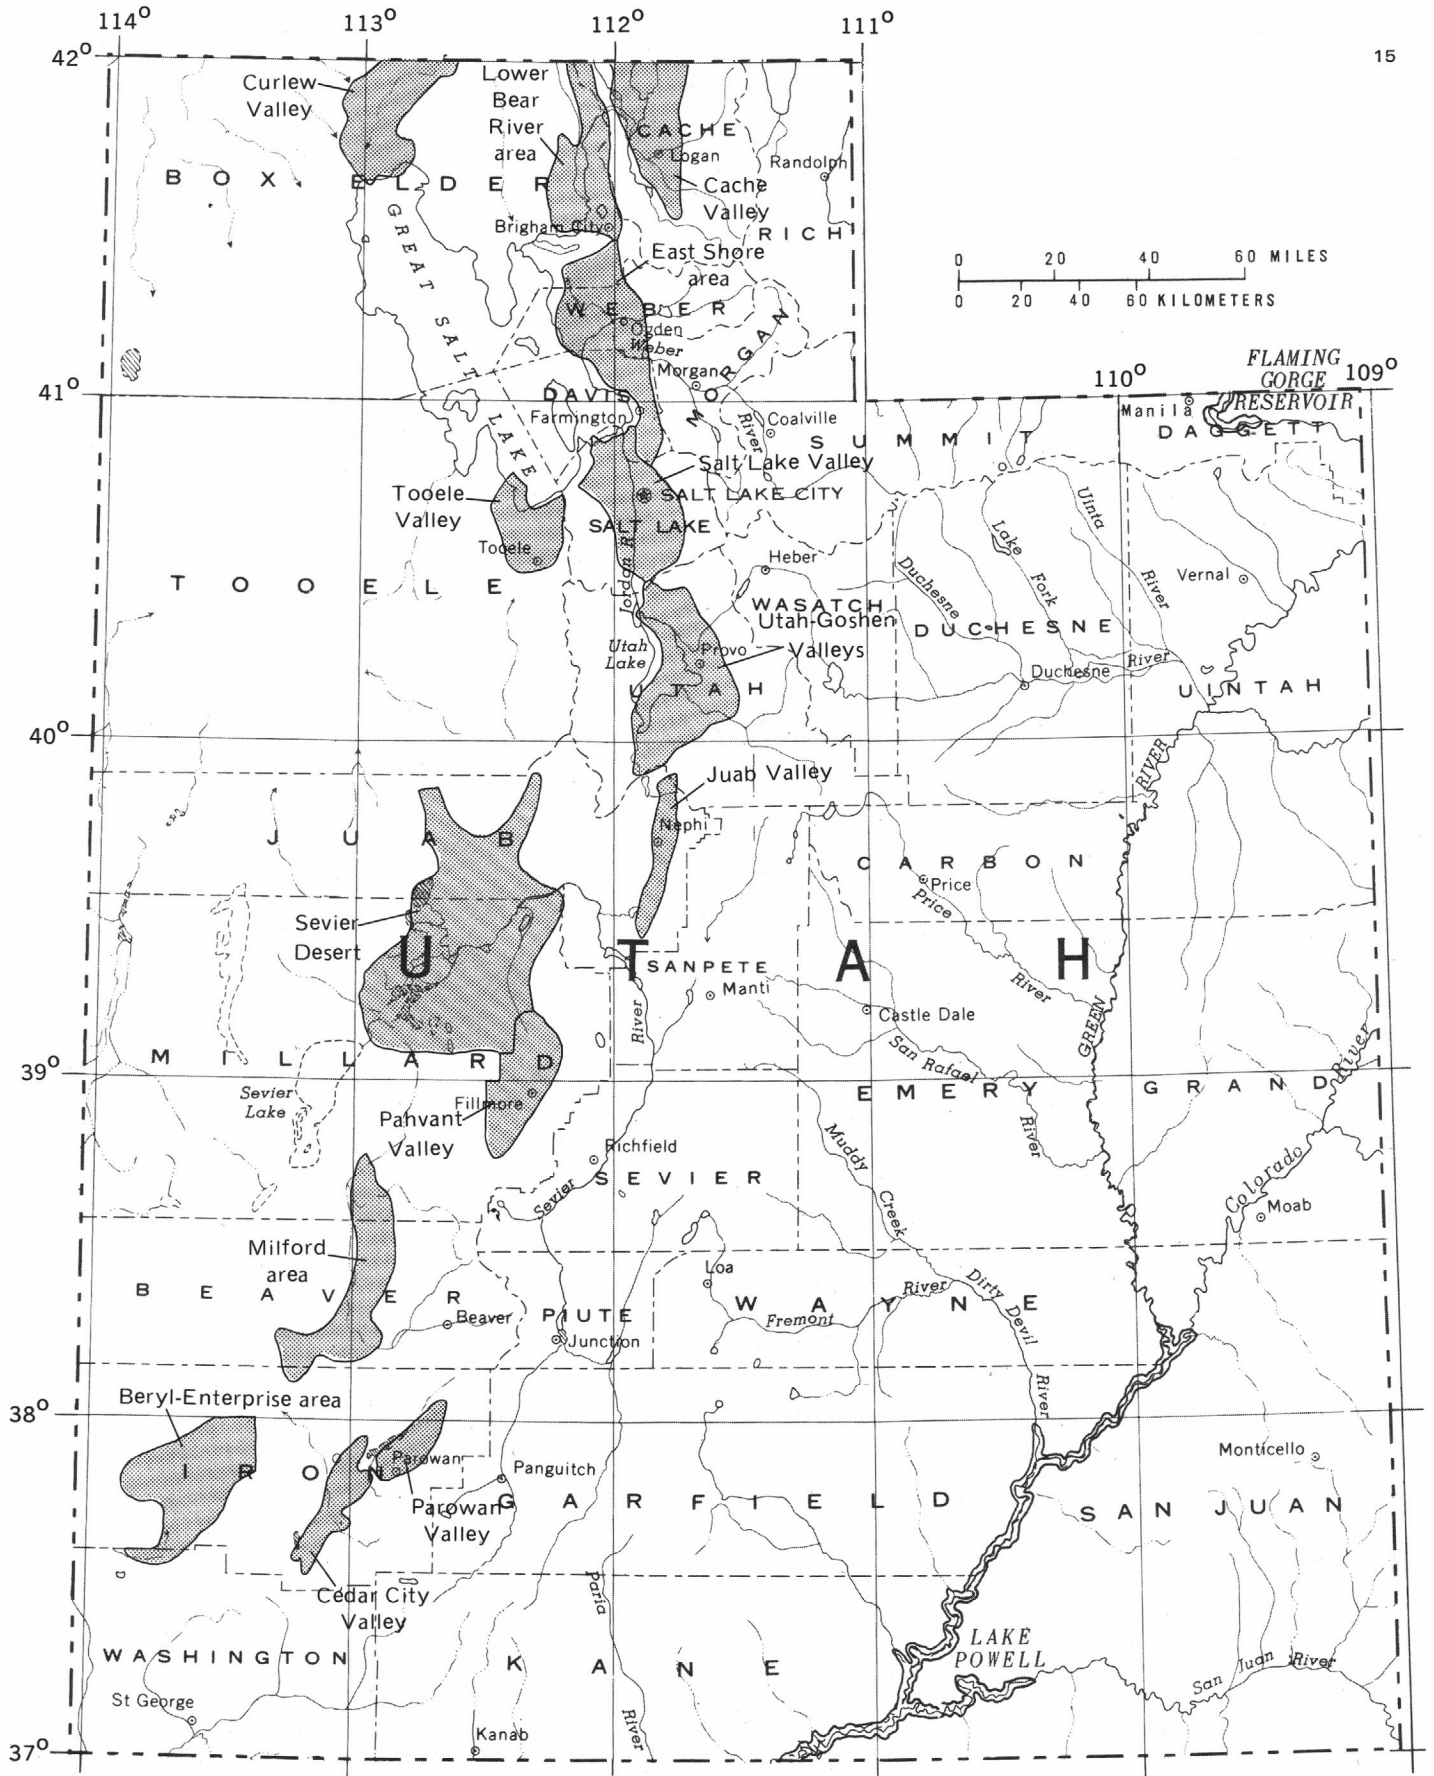 114° 113° 112° 111°
15
42°
Curlew
Valley
Lower
Bear
River
area
CACHE
Logan
Randolph
BOX ELDER
Cache
Valley
Brigham City
RICH
GREAT SALT LAKE
East Shore
area
0 20 40 60 MILES
0 20 40 60 KILOMETERS
WEBER
Ogden
Weber
MORGAN
Morgan
FLAMING
GORGE
RESERVOIR
110° 109°
41°
DAVIS
Farmington
River
Coalville
Manila
DAGGETT
SUMMIT
Salt Lake Valley
Tooele
Valley
SALT LAKE CITY
SALT LAKE
Tooele
Jordan R
Heber
Uinta
River
Lake
Fork
Duchesne
River
Vernal
TOOELE
WASATCH
Utah-Goshen
Valleys
DUCHESNE
Utah
Lake
Provo
Duchesne
UTAH
UINTAH
40°
Juab Valley
GREEN RIVER
JUAB
Nephi
CARBON
Price
Price
River
Sevier
Desert
UTAH
SANPETE
Manti
River
Castle Dale
San Rafael
River
MILLARD
39°
EMERY
GRAND
River
Sevier
Lake
Fillmore
Pahvant
Valley
Richfield
Muddy
Creek
SEVIER
Sevier
Colorado
Moab
Milford
area
Loa
BEAVER
Beaver
PIUTE
Junction
WAYNE
Fremont
River
Dirty
Devil
River
Beryl-Enterprise area
38°
IRON
Parowan
Parowan
Valley
Panguitch
Monticello
GARFIELD
SAN JUAN
Cedar City
Valley
Paria
River
WASHINGTON
KANE
LAKE
POWELL
San Juan River
St George
Kanab
37°